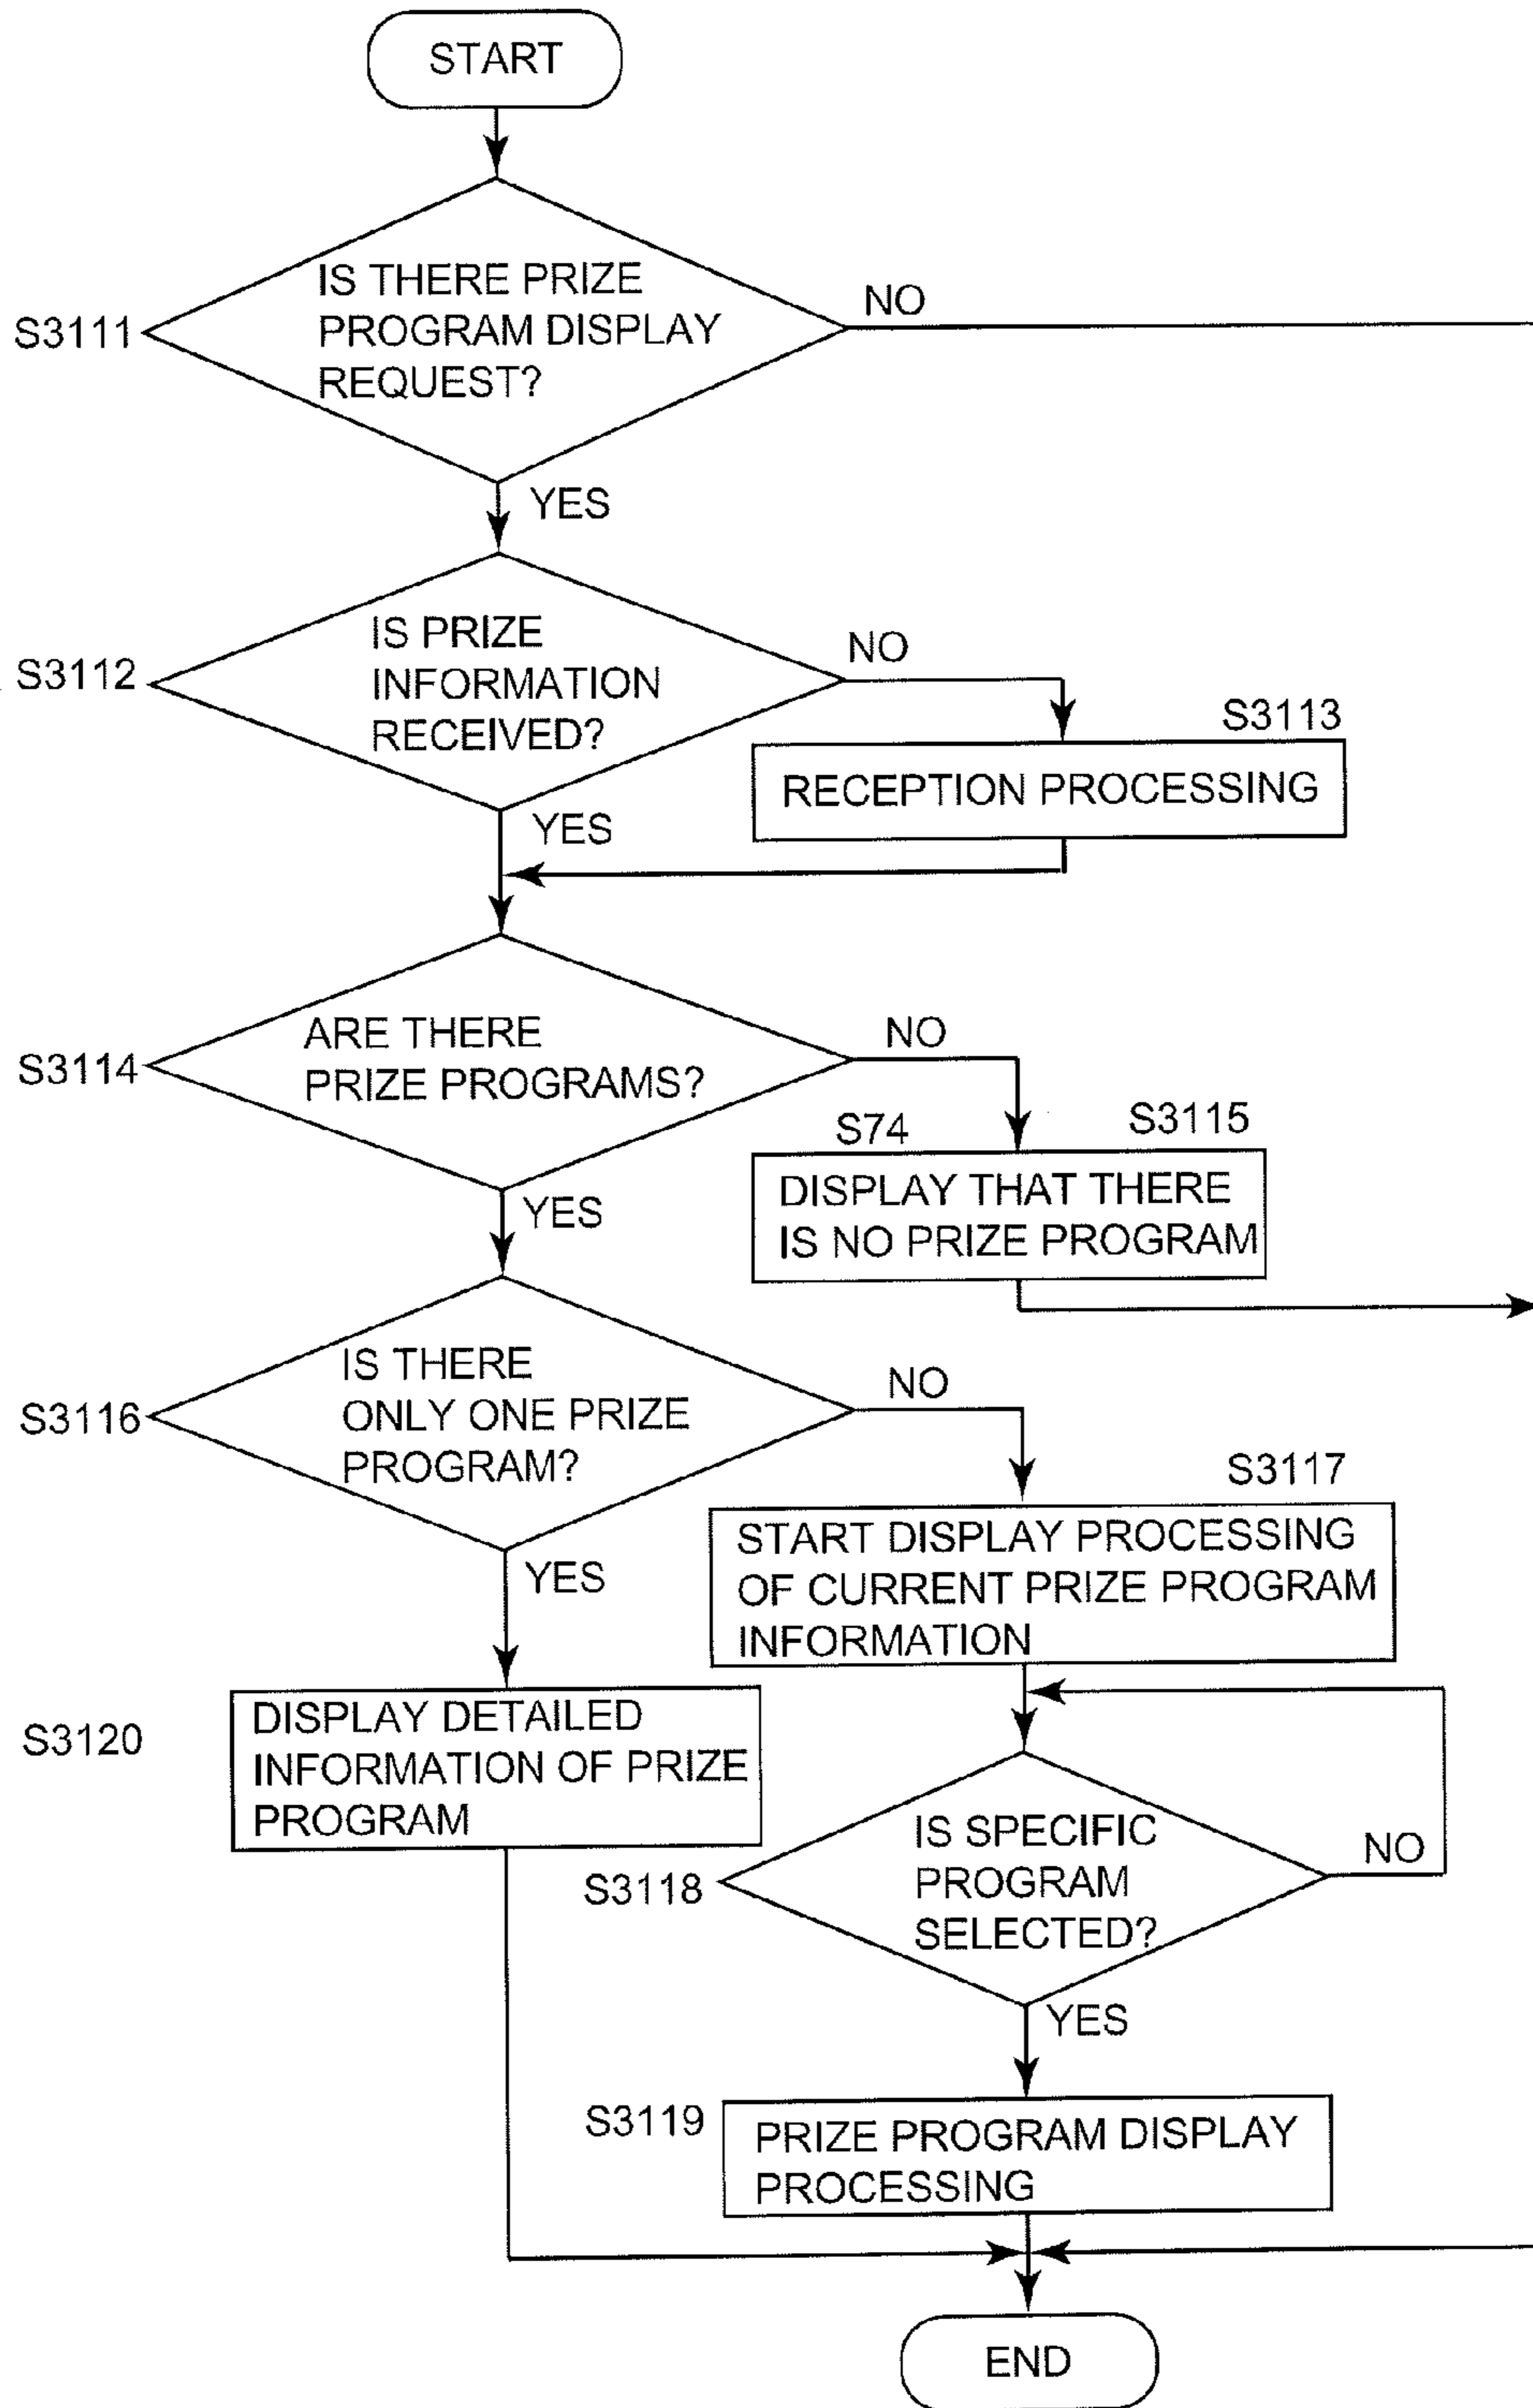 START
S3111
IS THERE PRIZE
PROGRAM DISPLAY
REQUEST?
NO
YES
S3112
IS PRIZE
INFORMATION
RECEIVED?
NO
S3113
RECEPTION PROCESSING
YES
S3114
ARE THERE
PRIZE PROGRAMS?
NO
S74
S3115
DISPLAY THAT THERE
IS NO PRIZE PROGRAM
YES
S3116
IS THERE
ONLY ONE PRIZE
PROGRAM?
NO
S3117
START DISPLAY PROCESSING
OF CURRENT PRIZE PROGRAM
INFORMATION
YES
S3120
DISPLAY DETAILED
INFORMATION OF PRIZE
PROGRAM
S3118
IS SPECIFIC
PROGRAM
SELECTED?
NO
YES
S3119
PRIZE PROGRAM DISPLAY
PROCESSING
END